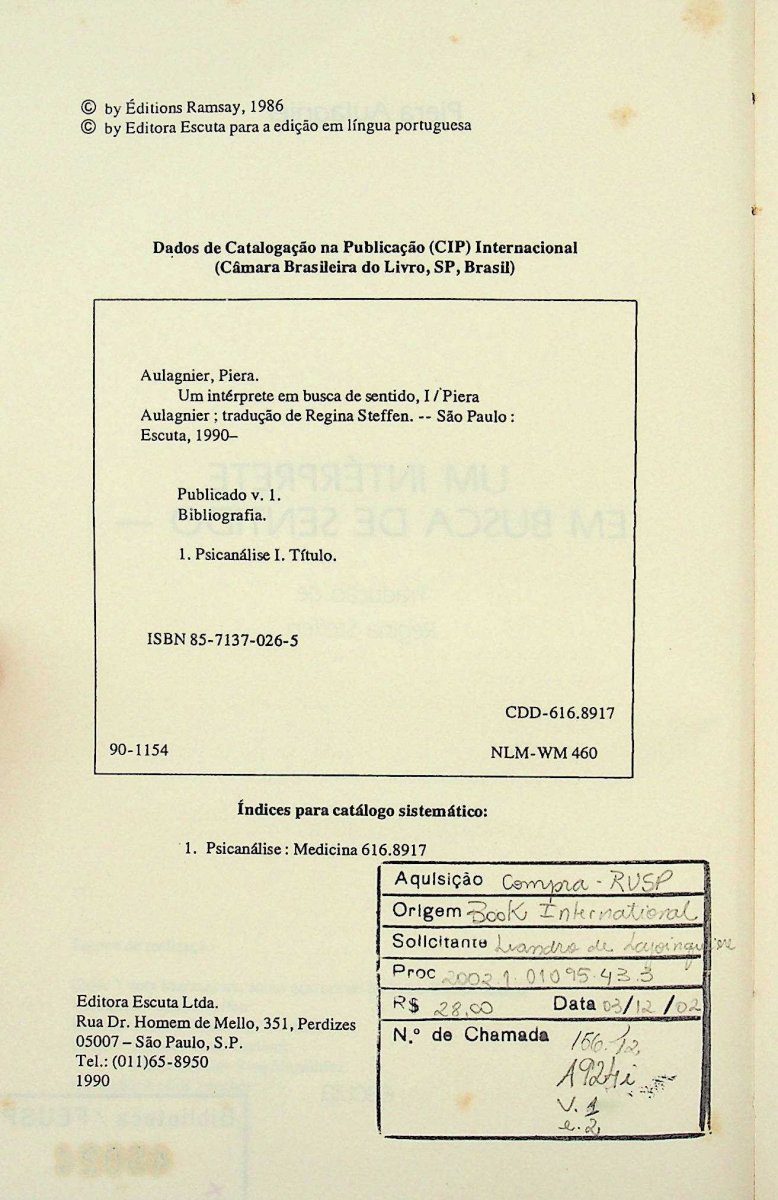 © by Éditions Ramsay, 1986
© by Editora Escuta para a edição em língua portuguesa
Dados de Catalogação na Publicação (CIP) Internacional
(Câmara Brasileira do Livro, SP, Brasil)
Aulagnier, Piera.
Um intérprete em busca de sentido, I / Piera
Aulagnier ; tradução de Regina Steffen. -- São Paulo :
Escuta, 1990–
Publicado v. 1.
Bibliografia.
1. Psicanálise I. Título.
ISBN 85-7137-026-5
CDD-616.8917
90-1154 NLM-WM 460
Índices para catálogo sistemático:
1. Psicanálise : Medicina 616.8917
Aquisição Compra - RUSP
Origem Book International
Solicitante Leandro de
Proc 2002.1.01095.43.3
R$ 28,00 Data 03/12/02
N.º de Chamada
A924i
V. 1
e. 2
Editora Escuta Ltda.
Rua Dr. Homem de Mello, 351, Perdizes
05007 – São Paulo, S.P.
Tel.: (011)65-8950
1990